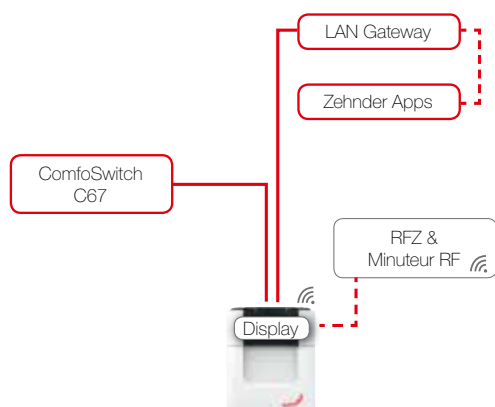 LAN Gateway
Zehnder Apps
ComfoSwitch
C67
RFZ &
Minuteur RF
Display